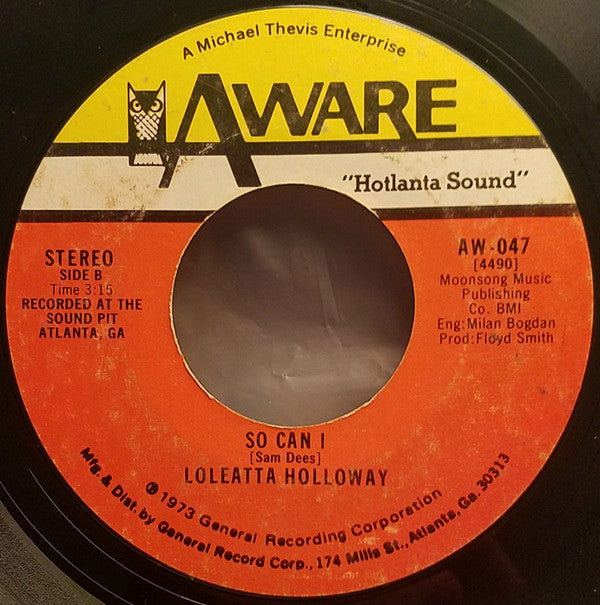 A Michael Thevis Enterprise
AWARE
"Hotlanta Sound"
STEREO
SIDE B
Time 3:15
RECORDED AT THE
SOUND PIT
ATLANTA, GA
AW-047
[4490]
Moonsong Music
Publishing
Co. BMI
Eng:Milan Bogdan
Prod:Floyd Smith
SO CAN I
[Sam Dees]
LOLEATTA HOLLOWAY
℗ 1973 General Recording Corporation
Mfg. & Dist. by General Record Corp., 174 Mills St., Atlanta, Ga. 30313